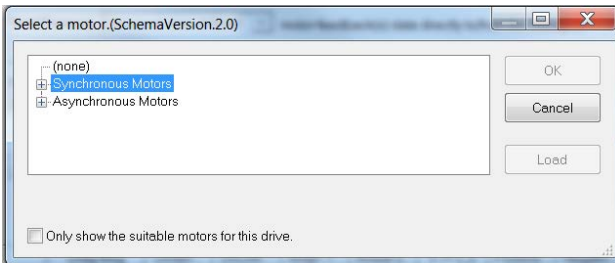 Select a motor.(SchemaVersion.2.0)
(none)
Synchronous Motors
Asynchronous Motors
OK
Cancel
Load
Only show the suitable motors for this drive.